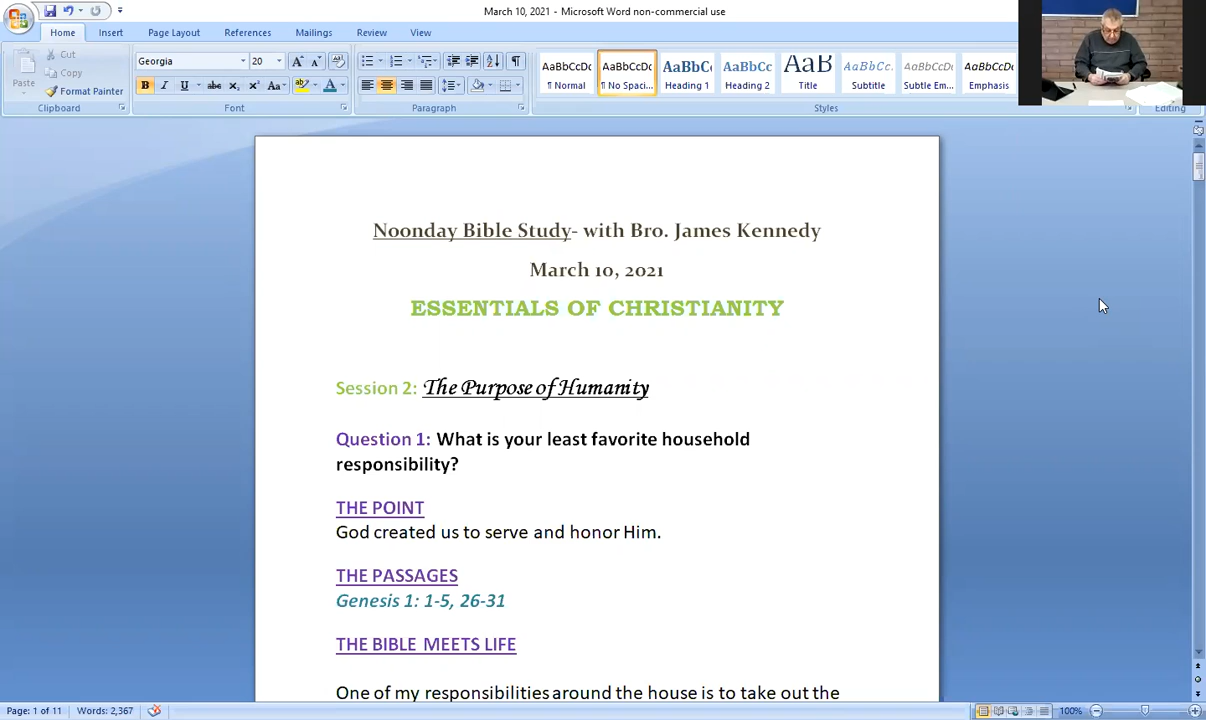 March 10, 2021 - Microsoft Word non-commercial use
Home Insert Page Layout References Mailings Review View
Cut
Copy
Format Painter
Paste
Clipboard
Georgia 20
Font
Paragraph
AaBbCcDc AaBbCcDc AaBbC AaBbCc AaB AaBbCc. AaBbCcDc AaBbCcDc
¶ Normal ¶ No Spaci... Heading 1 Heading 2 Title Subtitle Subtle Em... Emphasis
Styles
Editing
Noonday Bible Study- with Bro. James Kennedy
March 10, 2021
ESSENTIALS OF CHRISTIANITY
Session 2: The Purpose of Humanity
Question 1: What is your least favorite household
responsibility?
THE POINT
God created us to serve and honor Him.
THE PASSAGES
Genesis 1: 1-5, 26-31
THE BIBLE MEETS LIFE
One of my responsibilities around the house is to take out the
Page: 1 of 11 Words: 2,367 100%